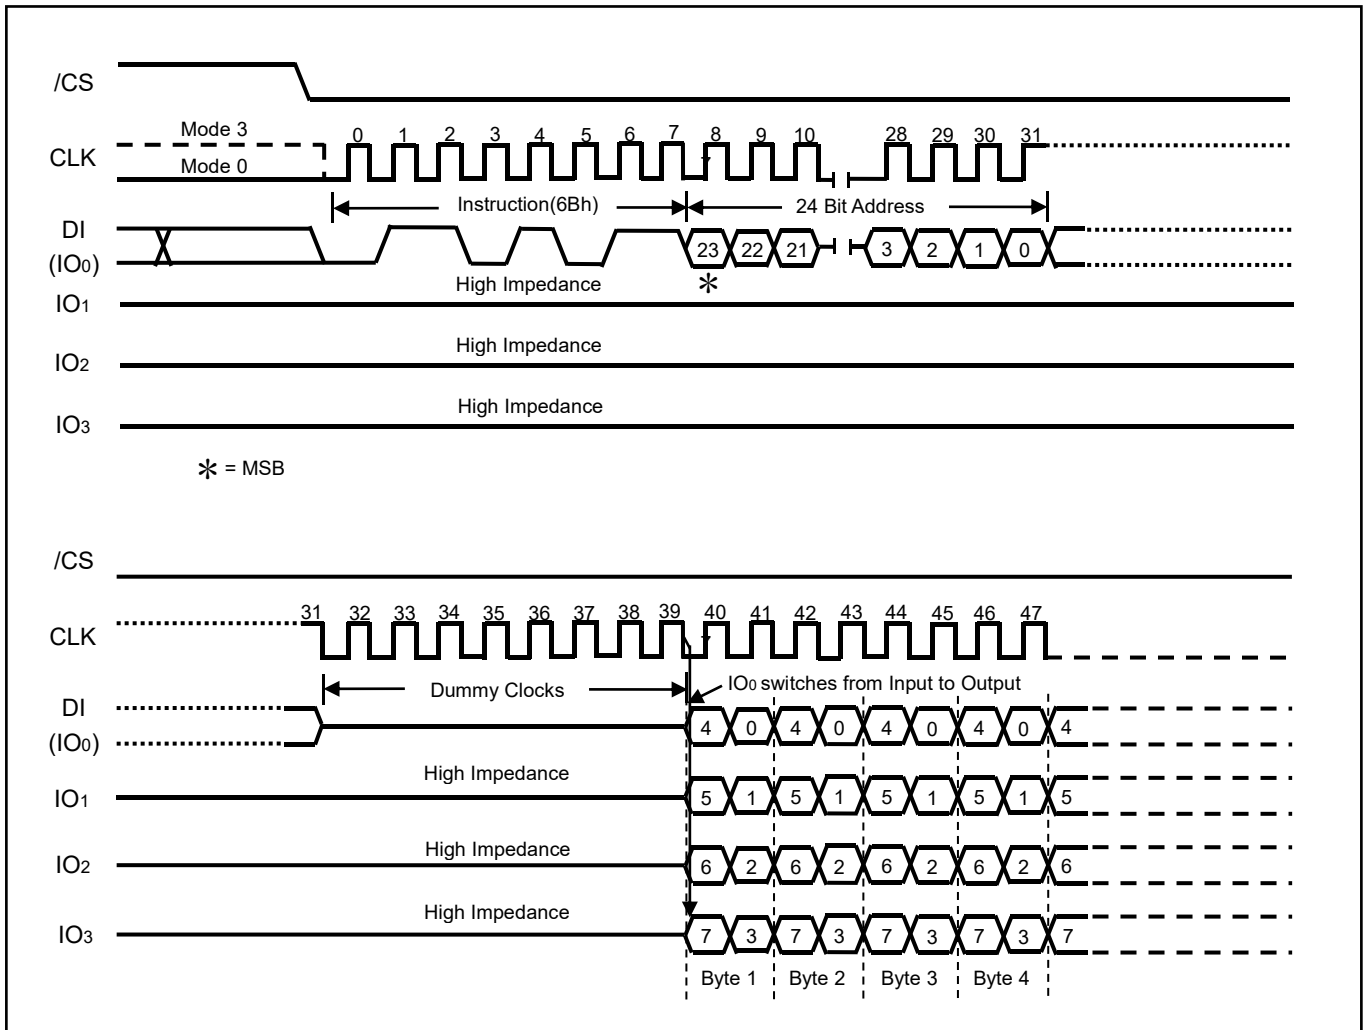 /CS
Mode 3
CLK
Mode 0
0 1 2 3 4 5 6 7 8 9 10 28 29 30 31
Instruction(6Bh)
24 Bit Address
DI
(IO0)
23 22 21 3 2 1 0
*
High Impedance
IO1
High Impedance
IO2
High Impedance
IO3
* = MSB
/CS
31 32 33 34 35 36 37 38 39 40 41 42 43 44 45 46 47
CLK
Dummy Clocks
IO0 switches from Input to Output
DI
(IO0)
4 0 4 0 4 0 4 0 4
High Impedance
IO1
5 1 5 1 5 1 5 1 5
High Impedance
IO2
6 2 6 2 6 2 6 2 6
High Impedance
IO3
7 3 7 3 7 3 7 3 7
Byte 1 Byte 2 Byte 3 Byte 4